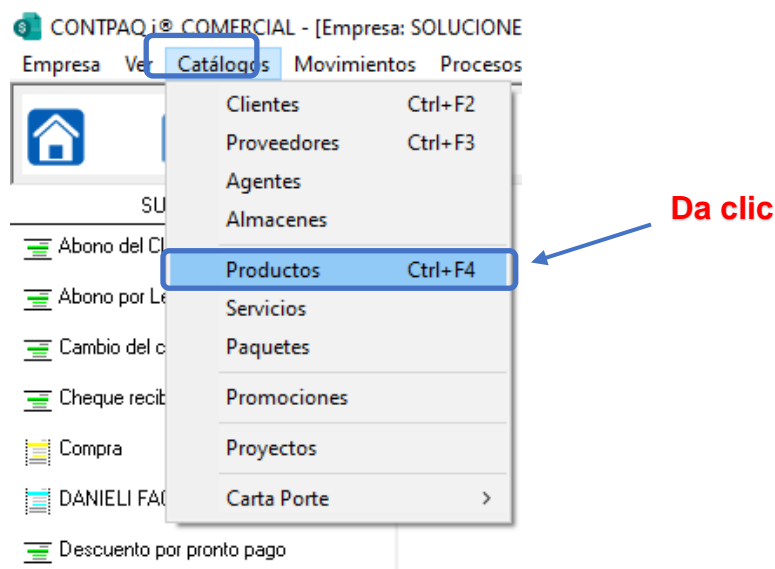 CONTPAQ i® COMERCIAL - [Empresa: SOLUCIONE
Empresa Ver Catálogos Movimientos Procesos
Clientes Ctrl+F2
Proveedores Ctrl+F3
Agentes
SU
Almacenes
Da clic
Abono del Cl
Productos Ctrl+F4
Abono por Le
Servicios
Cambio del c
Paquetes
Cheque recib
Promociones
Compra
Proyectos
DANIELI FAC
Carta Porte
Descuento por pronto pago